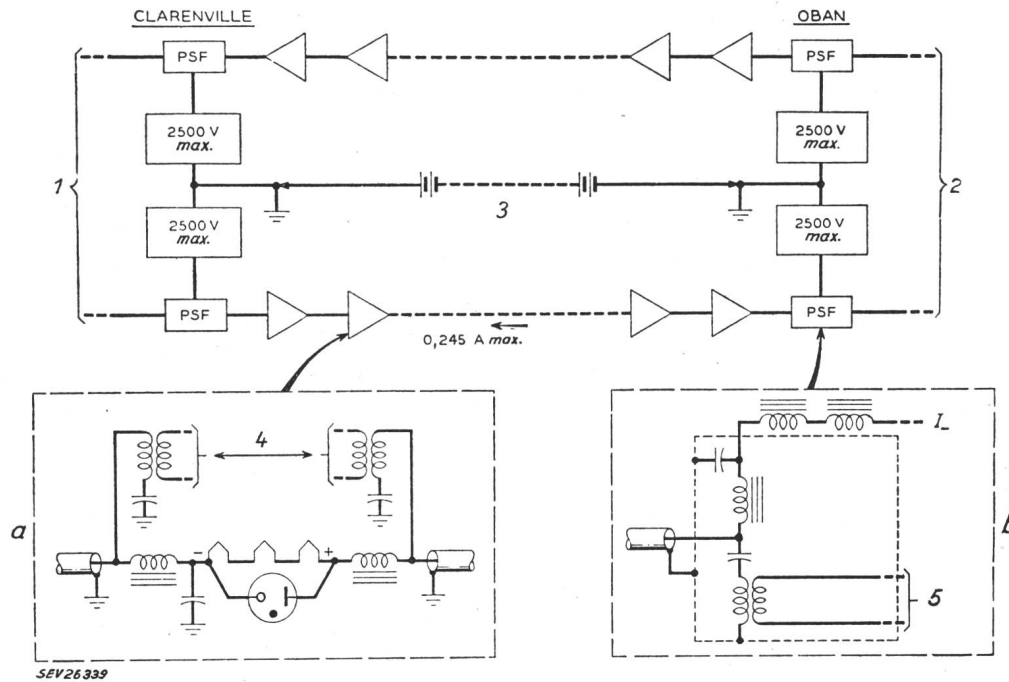 CLARENVILLE
OBAN
PSF
PSF
2500 V
max.
2500 V
max.
1
2
3
2500 V
max.
2500 V
max.
PSF
PSF
0,245 A max.
4
I_
a
b
- +
5
SEV26339